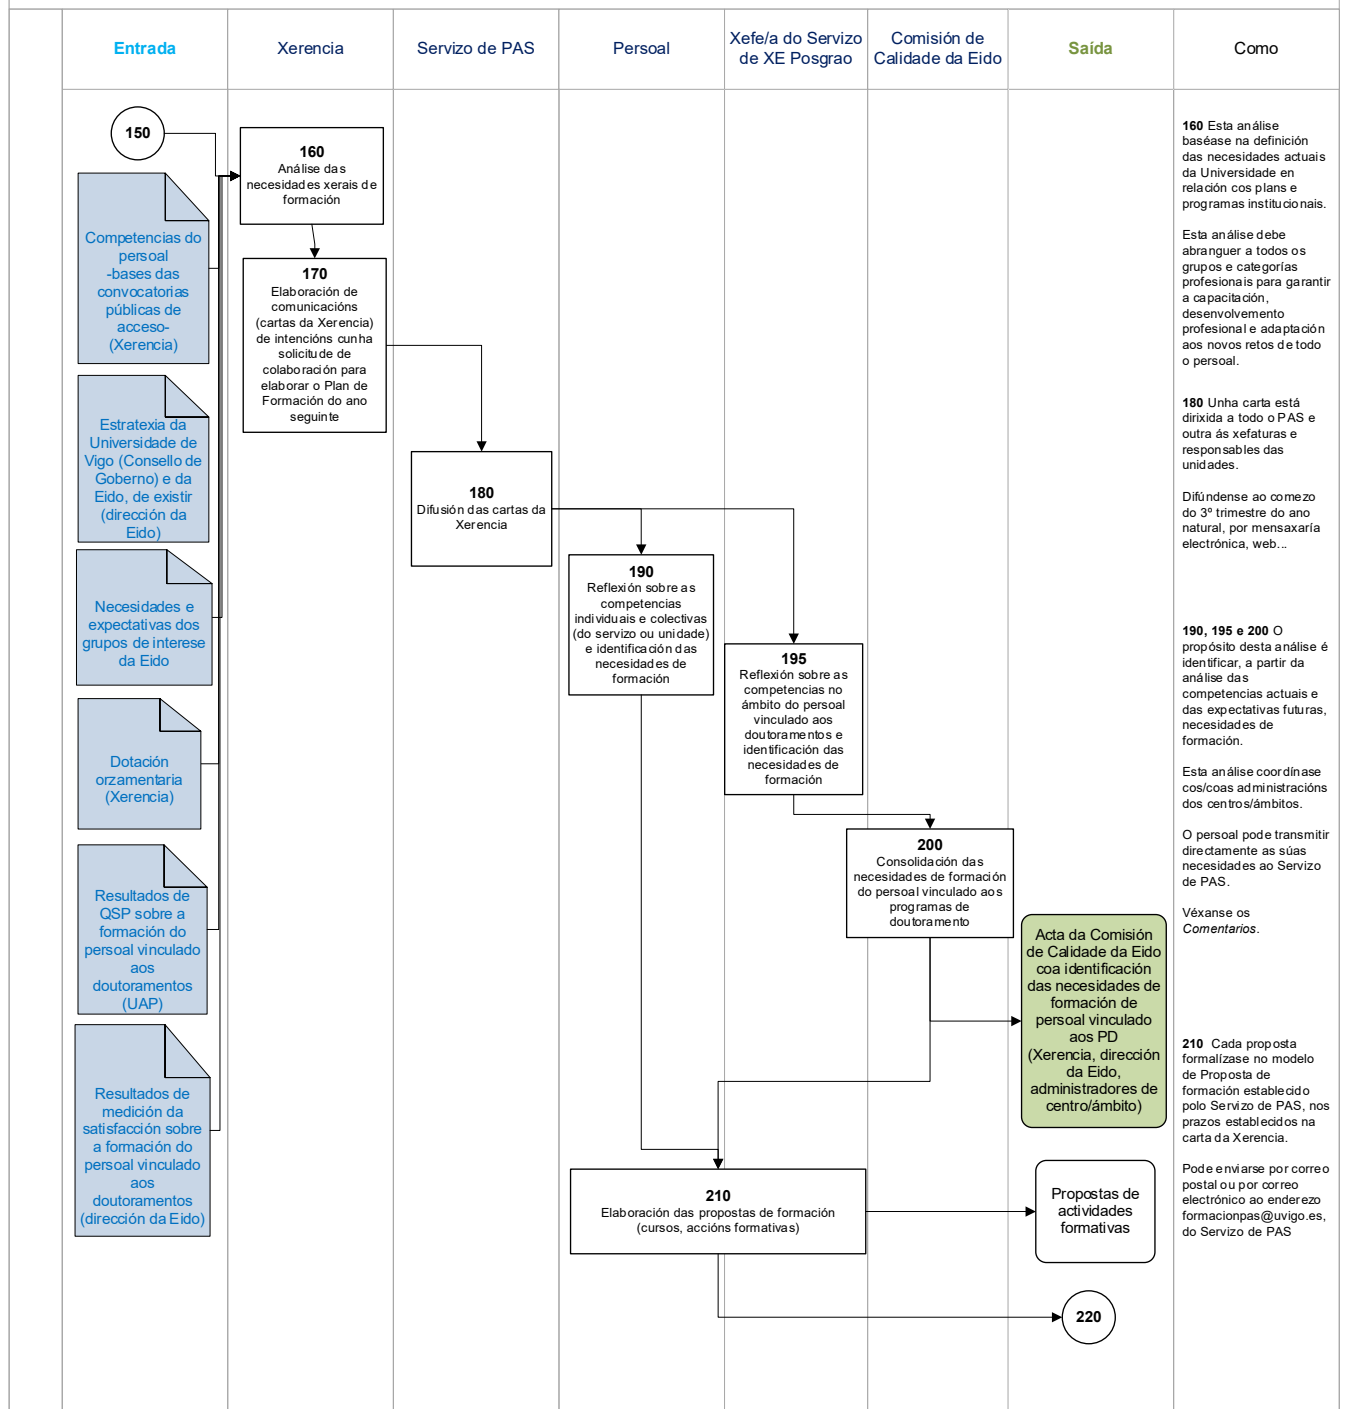 Entrada
Xerencia
Servizo de PAS
Persoal
Xefe/a do Servizo
de XE Posgrao
Comisión de
Calidade da Eido
Saída
Como
150
Competencias do
persoal
-bases das
convocatorias
públicas de
acceso-
(Xerencia)
Estratexia da
Universidade de
Vigo (Consello de
Goberno) e da
Eido, de existir
(dirección da
Eido)
Necesidades e
expectativas dos
grupos de interese
da Eido
Dotación
orzamentaria
(Xerencia)
Resultados de
QSP sobre a
formación do
persoal vinculado
aos
doutoramentos
(UAP)
Resultados de
medición da
satisfacción sobre
a formación do
persoal vinculado
aos
doutoramentos
(dirección da Eido)
160
Análise das
necesidades xerais de
formación
170
Elaboración de
comunicacións
(cartas da Xerencia)
de intencións cunha
solicitude de
colaboración para
elaborar o Plan de
Formación do ano
seguinte
180
Difusión das cartas da
Xerencia
190
Reflexión sobre as
competencias
individuais e colectivas
(do servizo ou unidade)
e identificación das
necesidades de
formación
195
Reflexión sobre as
competencias no
ámbito do persoal
vinculado aos
doutoramentos e
identificación das
necesidades de
formación
200
Consolidación das
necesidades de formación
do persoal vinculado aos
programas de
doutoramento
210
Elaboración das propostas de formación
(cursos, accións formativas)
Acta da Comisión
de Calidade da Eido
coa identificación
das necesidades de
formación de
persoal vinculado
aos PD
(Xerencia, dirección
da Eido,
administradores de
centro/ámbito)
Propostas de
actividades
formativas
220
160 Esta análise
baséase na definición
das necesidades actuais
da Universidade en
relación cos plans e
programas institucionais.
Esta análise debe
abranguer a todos os
grupos e categorías
profesionais para garantir
a capacitación,
desenvolvemento
profesional e adaptación
aos novos retos de todo
o persoal.
180 Unha carta está
dirixida a todo o PAS e
outra ás xefaturas e
responsables das
unidades.
Difúndense ao comezo
do 3º trimestre do ano
natural, por mensaxaría
electrónica, web...
190, 195 e 200 O
propósito desta análise é
identificar, a partir da
análise das
competencias actuais e
das expectativas futuras,
necesidades de
formación.
Esta análise coordínase
cos/coas administracións
dos centros/ámbitos.
O persoal pode transmitir
directamente as súas
necesidades ao Servizo
de PAS.
Véxanse os
Comentarios.
210 Cada proposta
formalízase no modelo
de Proposta de
formación establecido
polo Servizo de PAS, nos
prazos establecidos na
carta da Xerencia.
Pode enviarse por correo
postal ou por correo
electrónico ao enderezo
formacionpas@uvigo.es,
do Servizo de PAS